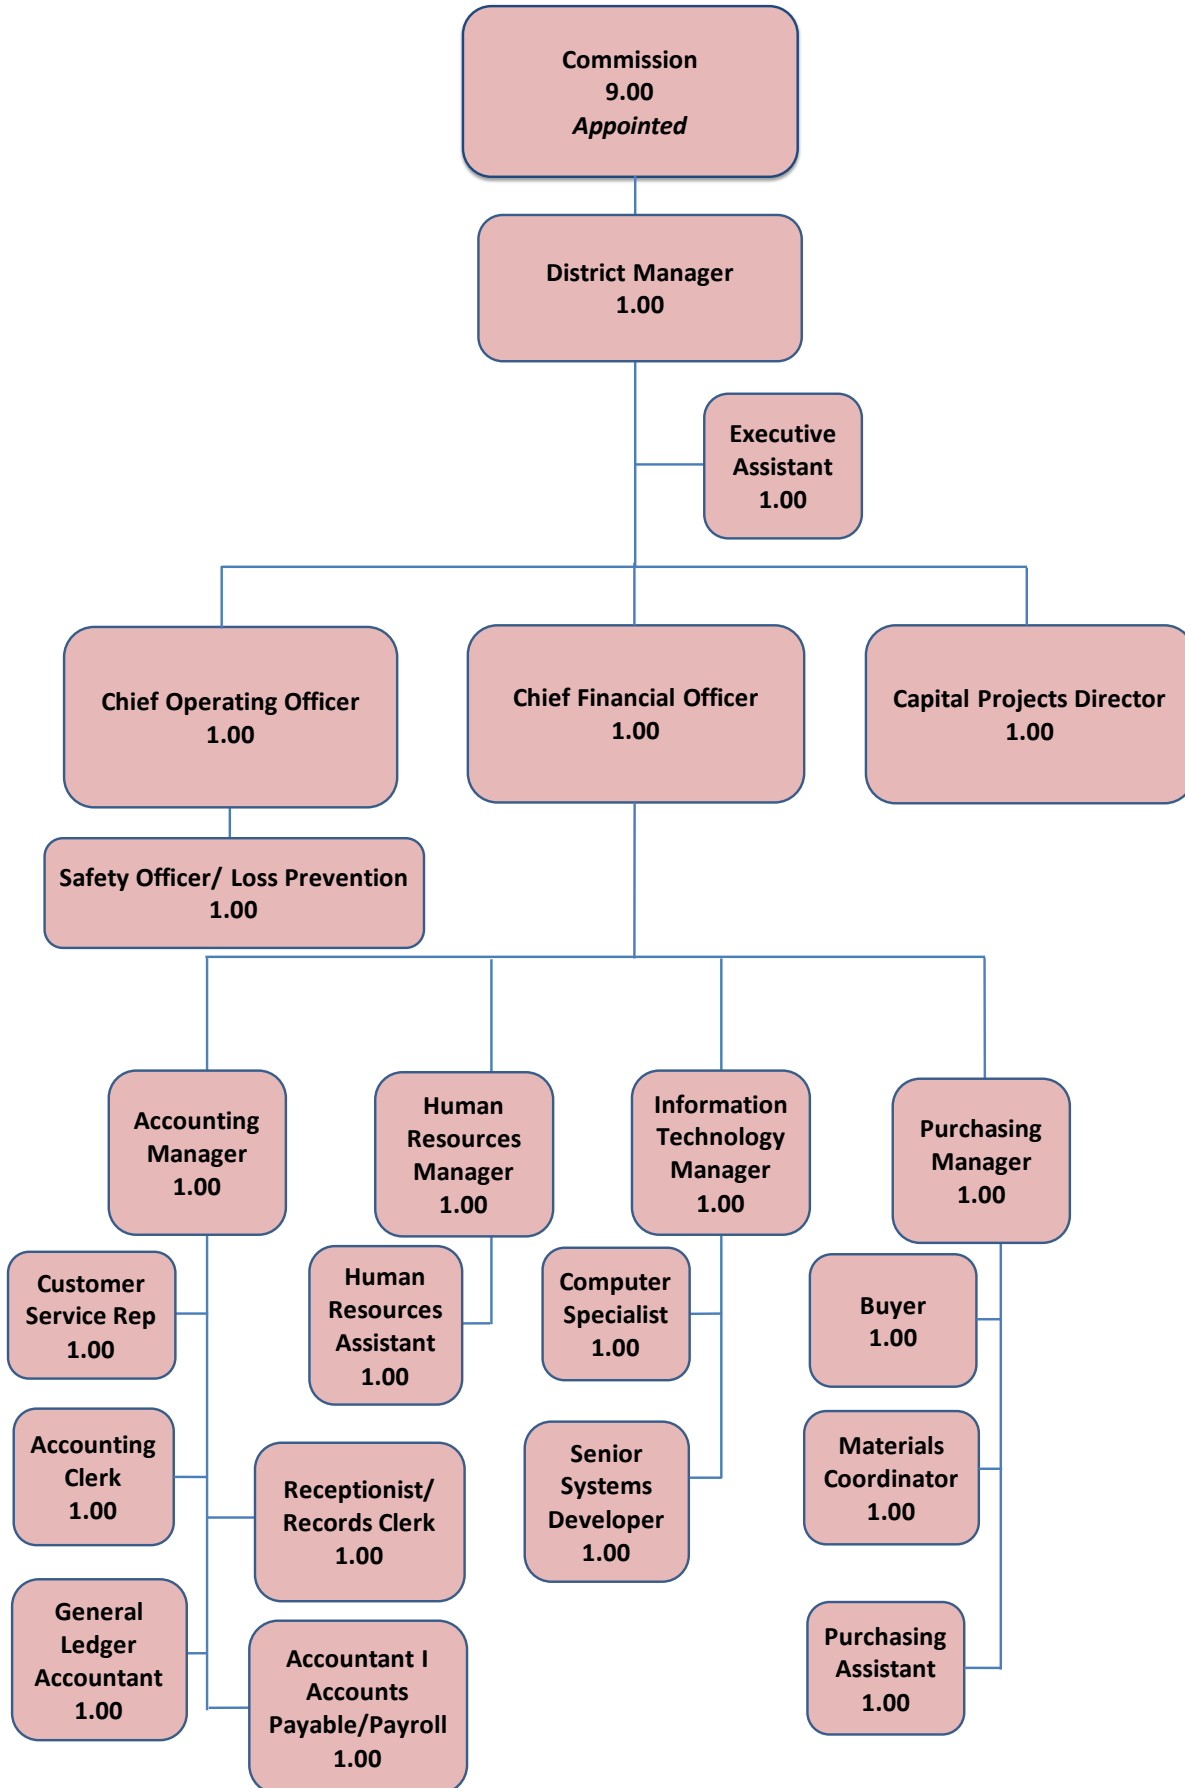 Commission
9.00
Appointed
District Manager
1.00
Executive
Assistant
1.00
Chief Operating Officer
1.00
Chief Financial Officer
1.00
Capital Projects Director
1.00
Safety Officer/ Loss Prevention
1.00
Accounting
Manager
1.00
Human
Resources
Manager
1.00
Information
Technology
Manager
1.00
Purchasing
Manager
1.00
Customer
Service Rep
1.00
Human
Resources
Assistant
1.00
Computer
Specialist
1.00
Buyer
1.00
Accounting
Clerk
1.00
Receptionist/
Records Clerk
1.00
Senior
Systems
Developer
1.00
Materials
Coordinator
1.00
General
Ledger
Accountant
1.00
Accountant I
Accounts
Payable/Payroll
1.00
Purchasing
Assistant
1.00